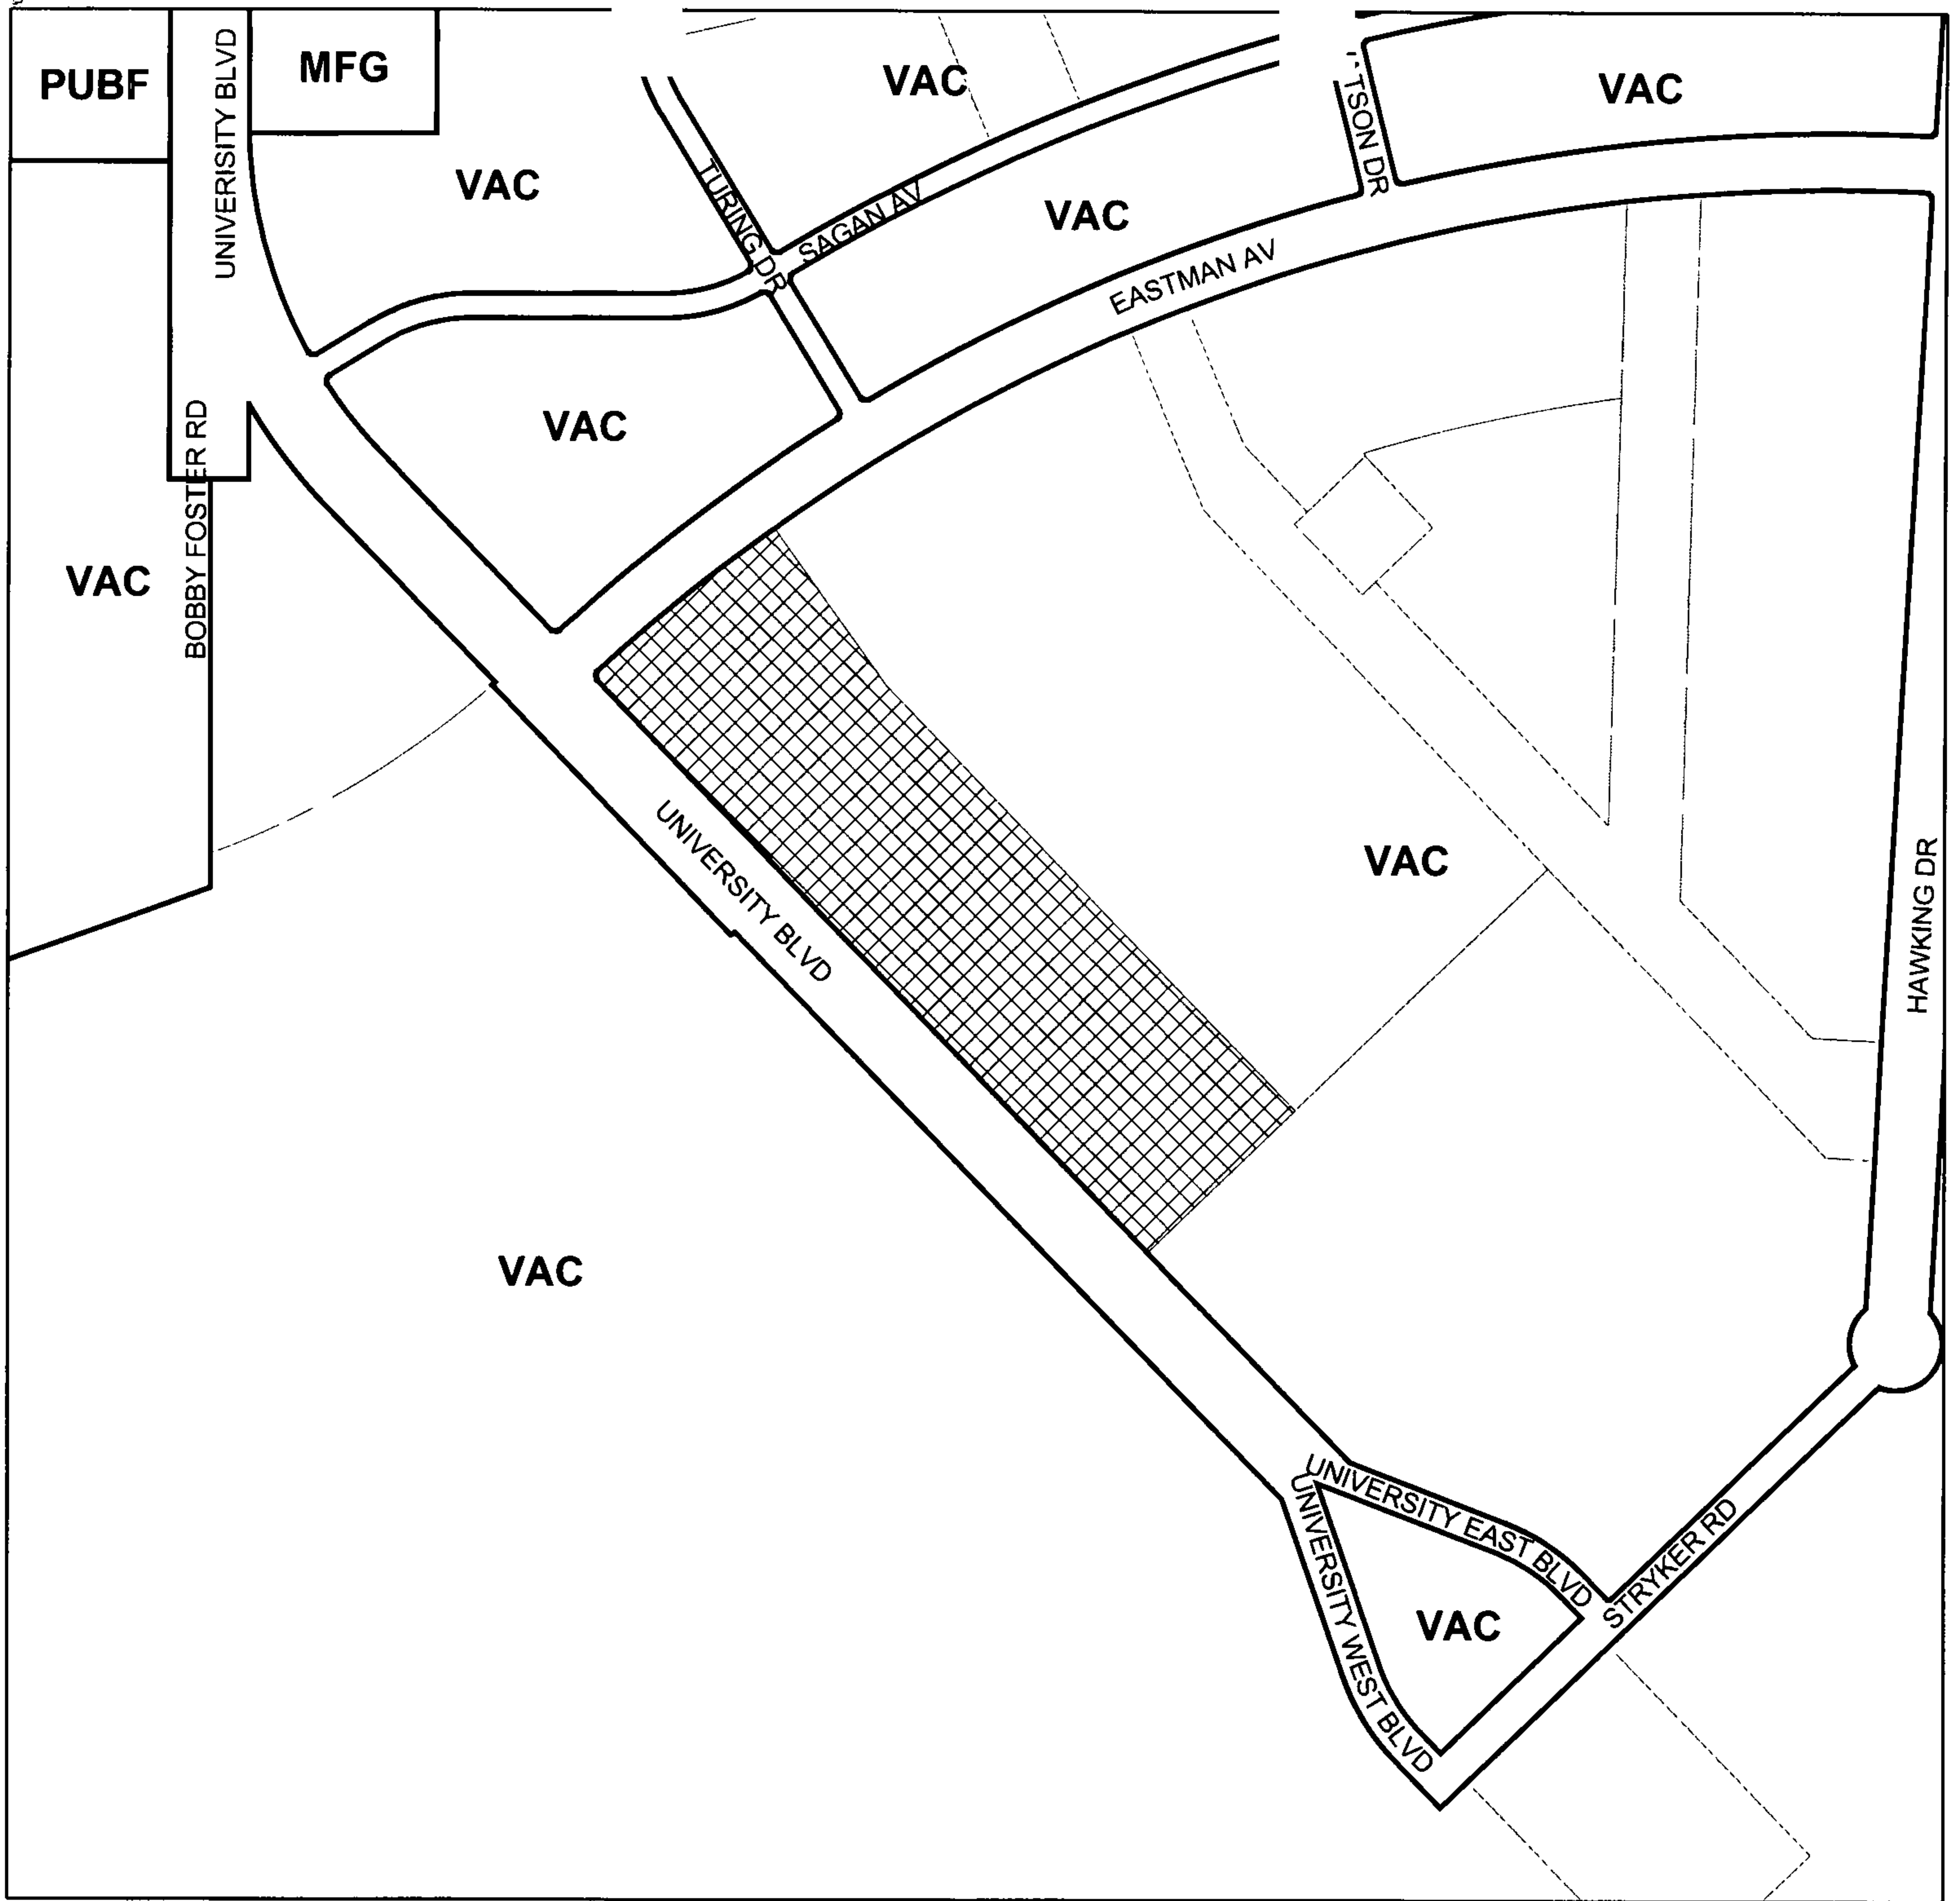 PUBF
UNIVERISITY BLVD
MFG
VAC
VAC
TSON DR
VAC
TURING DR
SAGAN AV
VAC
EASTMAN AV
VAC
BOBBY FOSTER RD
VAC
UNIVERSITY BLVD
VAC
HAWKING DR
VAC
UNIVERSITY EAST BLVD
UNIVERSITY WEST BLVD
STRYKER RD
VAC